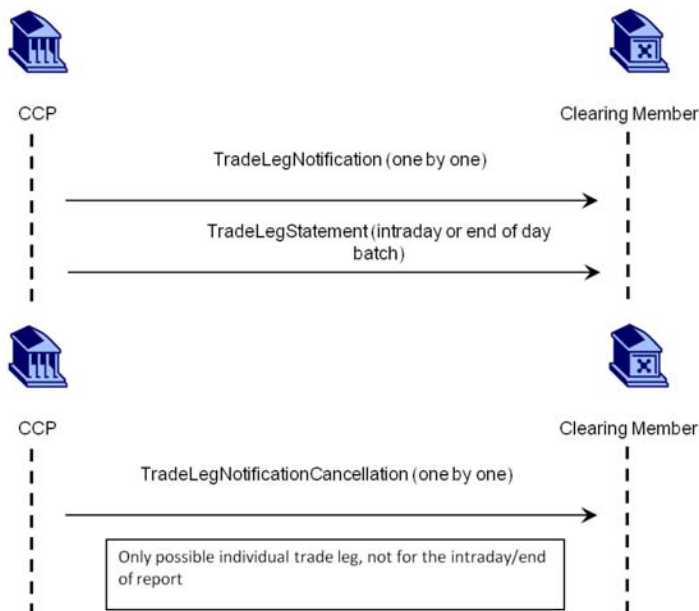 CCP
Clearing Member
TradeLegNotification (one by one)
TradeLegStatement (intraday or end of day
batch)
CCP
Clearing Member
TradeLegNotificationCancellation (one by one)
Only possible individual trade leg, not for the intraday/end
of report